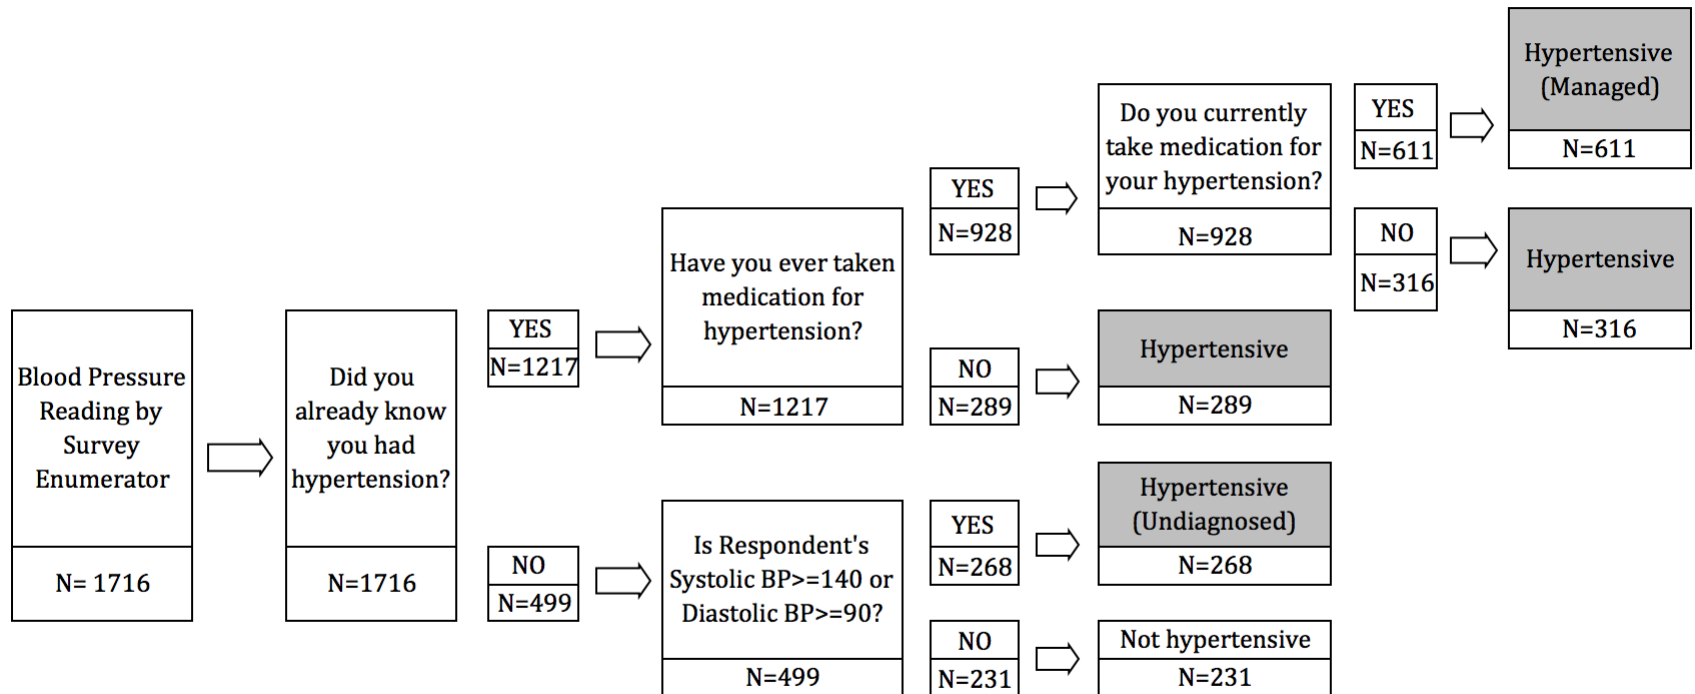 Blood Pressure
Reading by
Survey
Enumerator
N= 1716
Did you
already know
you had
hypertension?
N=1716
YES
N=1217
NO
N=499
Have you ever taken
medication for
hypertension?
N=1217
Is Respondent's
Systolic BP>=140 or
Diastolic BP>=90?
N=499
YES
N=928
NO
N=289
YES
N=268
NO
N=231
Do you currently
take medication for
your hypertension?
N=928
Hypertensive
N=289
Hypertensive
(Undiagnosed)
N=268
Not hypertensive
N=231
YES
N=611
NO
N=316
Hypertensive
(Managed)
N=611
Hypertensive
N=316